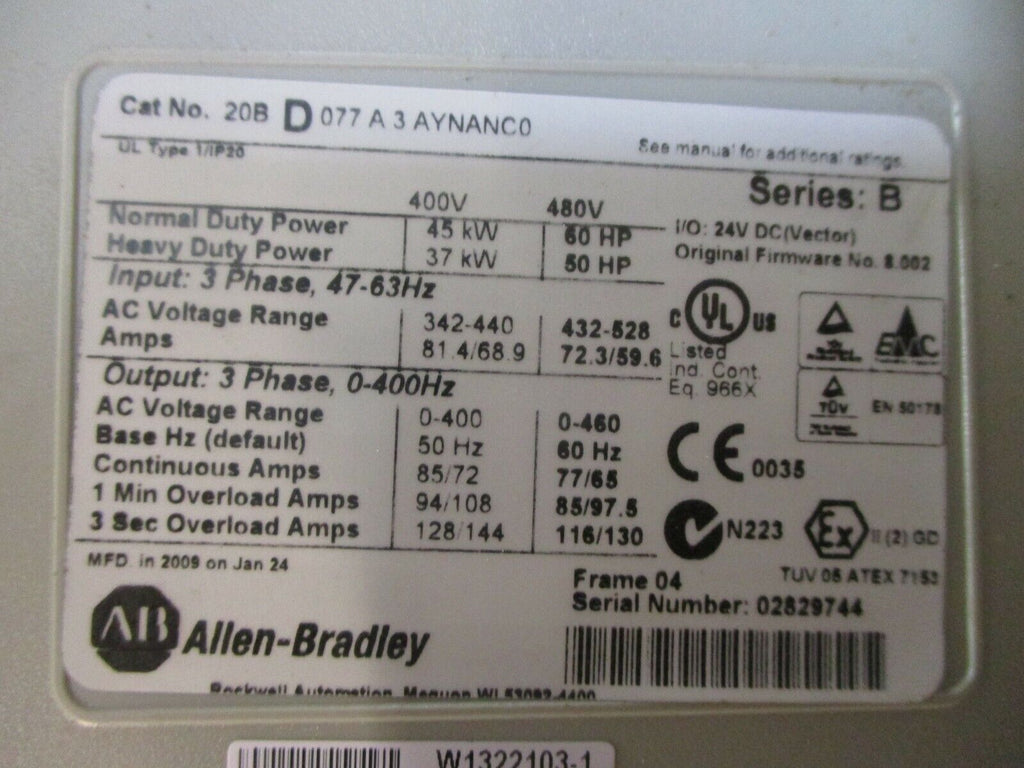 Cat No. 20B D 077 A 3 AYNANC0
UL Type 1/IP20
See manual for additional ratings.
Series: B
400V 480V
Normal Duty Power 45 kW 60 HP
Heavy Duty Power 37 kW 50 HP
I/O: 24V DC(Vector)
Original Firmware No. 8.002
Input: 3 Phase, 47-63Hz
AC Voltage Range 342-440 432-528
Amps 81.4/68.9 72.3/59.6
C UL US
Listed
Ind. Cont.
Eq. 966X
EMC
TÜV EN 50178
Output: 3 Phase, 0-400Hz
AC Voltage Range 0-400 0-460
Base Hz (default) 50 Hz 60 Hz
Continuous Amps 85/72 77/65
1 Min Overload Amps 94/108 85/97.5
3 Sec Overload Amps 128/144 116/130
CE 0035
N223 Ex II (2) GD
TUV 05 ATEX 7153
MFD. in 2009 on Jan 24
Frame 04
Serial Number: 02829744
AB Allen-Bradley
Rockwell Automation, Mequon WI 53092-4400
W1322103-1